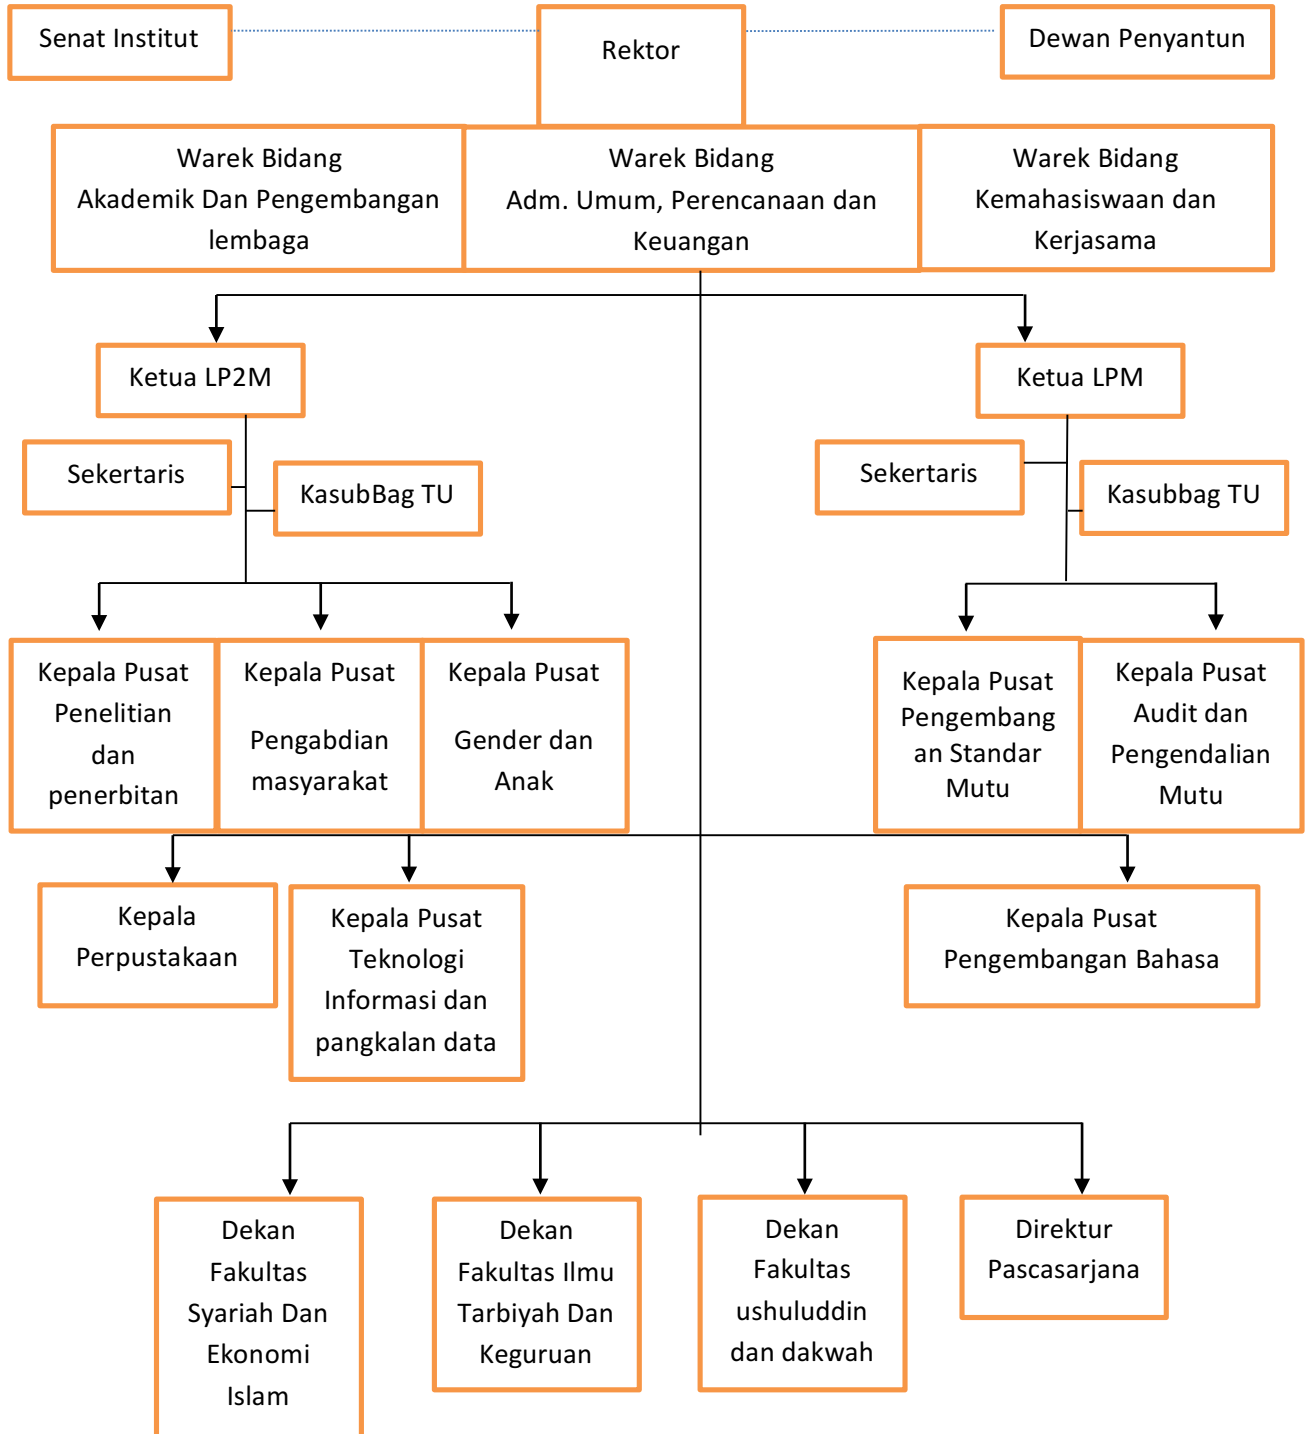 Senat Institut
Rektor
Dewan Penyantun
Warek Bidang
Akademik Dan Pengembangan
lembaga
Warek Bidang
Adm. Umum, Perencanaan dan
Keuangan
Warek Bidang
Kemahasiswaan dan
Kerjasama
Ketua LP2M
Ketua LPM
Sekertaris
KasubBag TU
Sekertaris
Kasubbag TU
Kepala Pusat
Penelitian
dan
penerbitan
Kepala Pusat
Pengabdian
masyarakat
Kepala Pusat
Gender dan
Anak
Kepala Pusat
Pengembang
an Standar
Mutu
Kepala Pusat
Audit dan
Pengendalian
Mutu
Kepala
Perpustakaan
Kepala Pusat
Teknologi
Informasi dan
pangkalan data
Kepala Pusat
Pengembangan Bahasa
Dekan
Fakultas
Syariah Dan
Ekonomi
Islam
Dekan
Fakultas Ilmu
Tarbiyah Dan
Keguruan
Dekan
Fakultas
ushuluddin
dan dakwah
Direktur
Pascasarjana